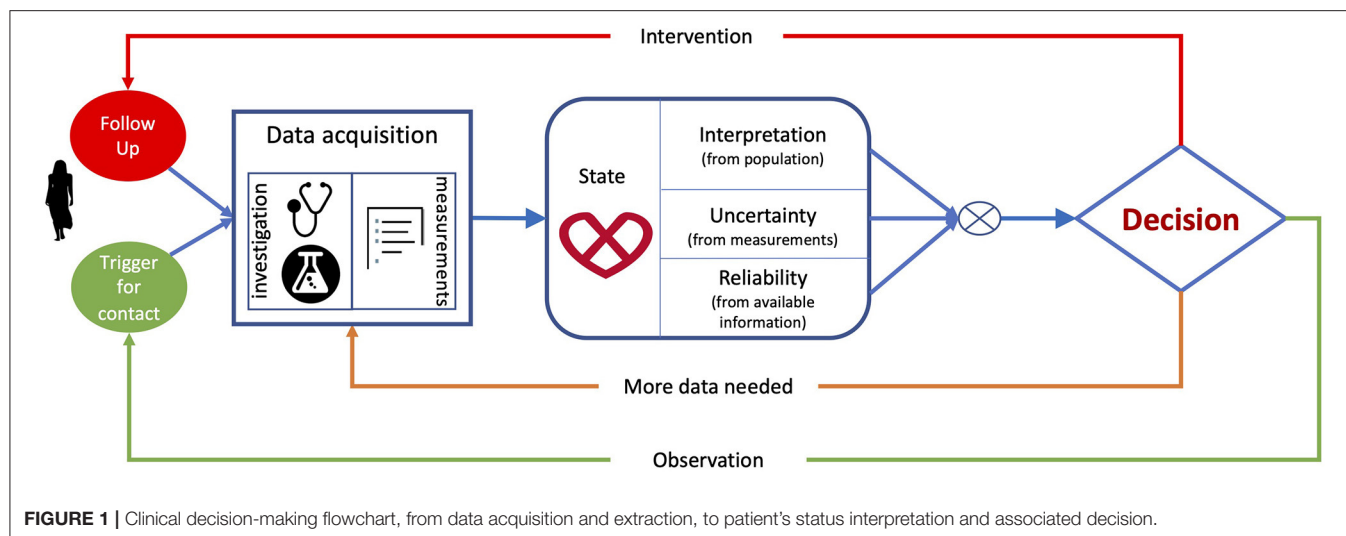 Intervention
Follow
Up
Trigger
for
contact
Data acquisition
investigation
measurements
State
Interpretation
(from population)
Uncertainty
(from measurements)
Reliability
(from available
information)
Decision
More data needed
Observation
FIGURE 1 | Clinical decision-making flowchart, from data acquisition and extraction, to patient's status interpretation and associated decision.